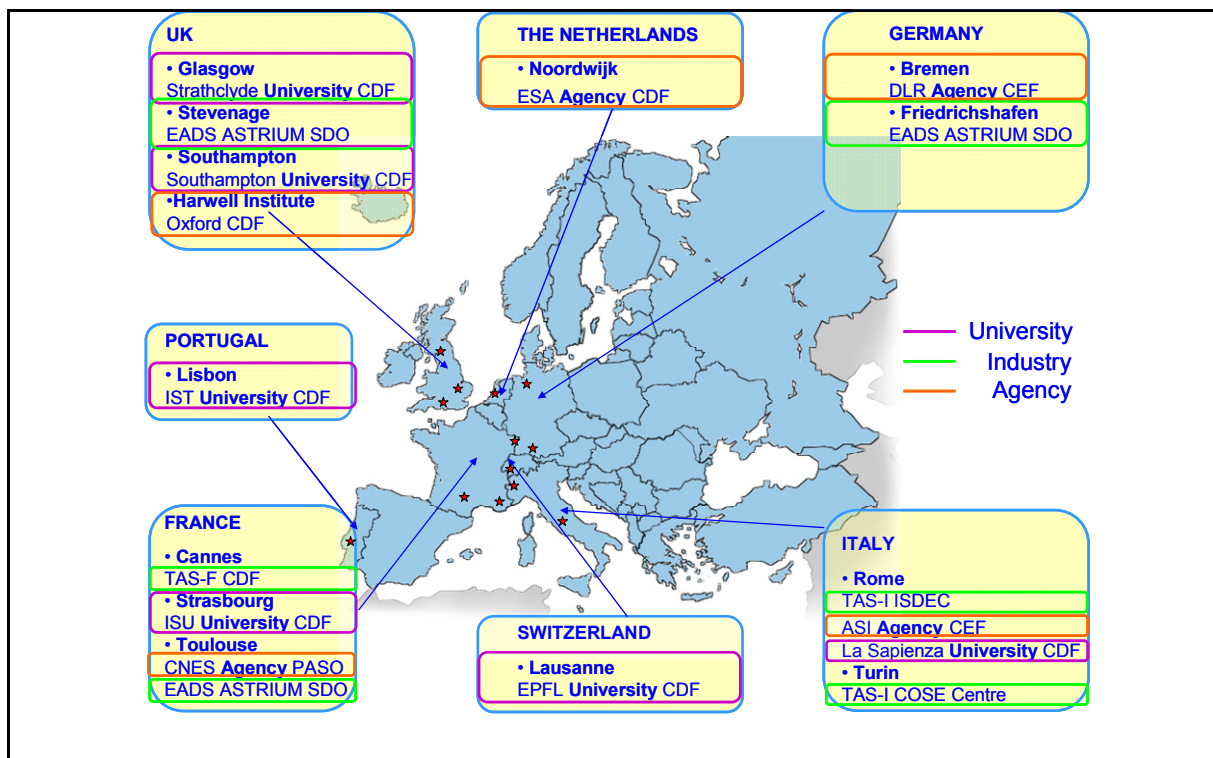 UK
• Glasgow
Strathclyde University CDF
• Stevenage
EADS ASTRIUM SDO
• Southampton
Southampton University CDF
•Harwell Institute
Oxford CDF
THE NETHERLANDS
• Noordwijk
ESA Agency CDF
GERMANY
• Bremen
DLR Agency CEF
• Friedrichshafen
EADS ASTRIUM SDO
University
Industry
Agency
PORTUGAL
• Lisbon
IST University CDF
FRANCE
• Cannes
TAS-F CDF
• Strasbourg
ISU University CDF
• Toulouse
CNES Agency PASO
EADS ASTRIUM SDO
SWITZERLAND
• Lausanne
EPFL University CDF
ITALY
• Rome
TAS-I ISDEC
ASI Agency CEF
La Sapienza University CDF
• Turin
TAS-I COSE Centre